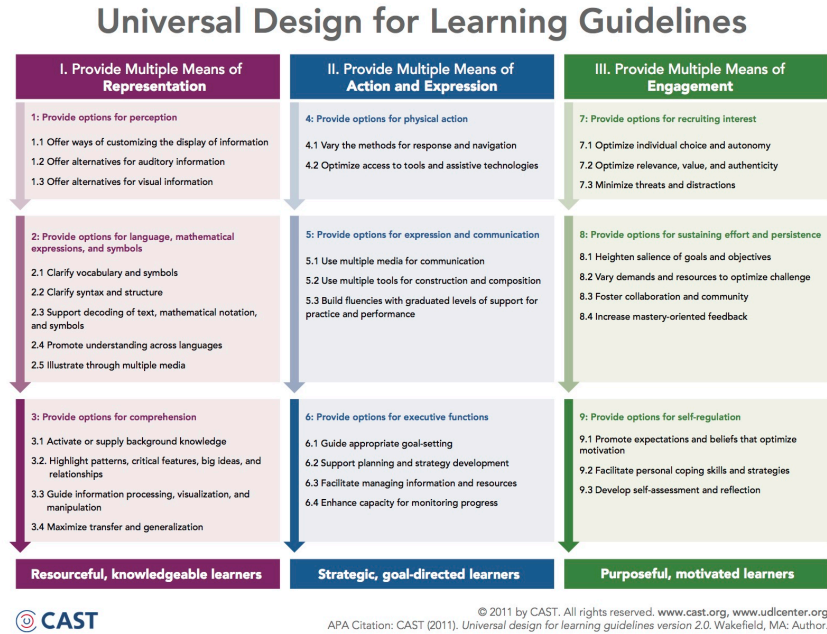 Universal Design for Learning Guidelines
I. Provide Multiple Means of
Representation
1: Provide options for perception
1.1 Offer ways of customizing the display of information
1.2 Offer alternatives for auditory information
1.3 Offer alternatives for visual information
2: Provide options for language, mathematical
expressions, and symbols
2.1 Clarify vocabulary and symbols
2.2 Clarify syntax and structure
2.3 Support decoding of text, mathematical notation,
and symbols
2.4 Promote understanding across languages
2.5 Illustrate through multiple media
3: Provide options for comprehension
3.1 Activate or supply background knowledge
3.2. Highlight patterns, critical features, big ideas, and
relationships
3.3 Guide information processing, visualization, and
manipulation
3.4 Maximize transfer and generalization
Resourceful, knowledgeable learners
II. Provide Multiple Means of
Action and Expression
4: Provide options for physical action
4.1 Vary the methods for response and navigation
4.2 Optimize access to tools and assistive technologies
5: Provide options for expression and communication
5.1 Use multiple media for communication
5.2 Use multiple tools for construction and composition
5.3 Build fluencies with graduated levels of support for
practice and performance
6: Provide options for executive functions
6.1 Guide appropriate goal-setting
6.2 Support planning and strategy development
6.3 Facilitate managing information and resources
6.4 Enhance capacity for monitoring progress
Strategic, goal-directed learners
III. Provide Multiple Means of
Engagement
7: Provide options for recruiting interest
7.1 Optimize individual choice and autonomy
7.2 Optimize relevance, value, and authenticity
7.3 Minimize threats and distractions
8: Provide options for sustaining effort and persistence
8.1 Heighten salience of goals and objectives
8.2 Vary demands and resources to optimize challenge
8.3 Foster collaboration and community
8.4 Increase mastery-oriented feedback
9: Provide options for self-regulation
9.1 Promote expectations and beliefs that optimize
motivation
9.2 Facilitate personal coping skills and strategies
9.3 Develop self-assessment and reflection
Purposeful, motivated learners
CAST
© 2011 by CAST. All rights reserved. www.cast.org, www.udlcenter.org
APA Citation: CAST (2011). Universal design for learning guidelines version 2.0. Wakefield, MA: Author.